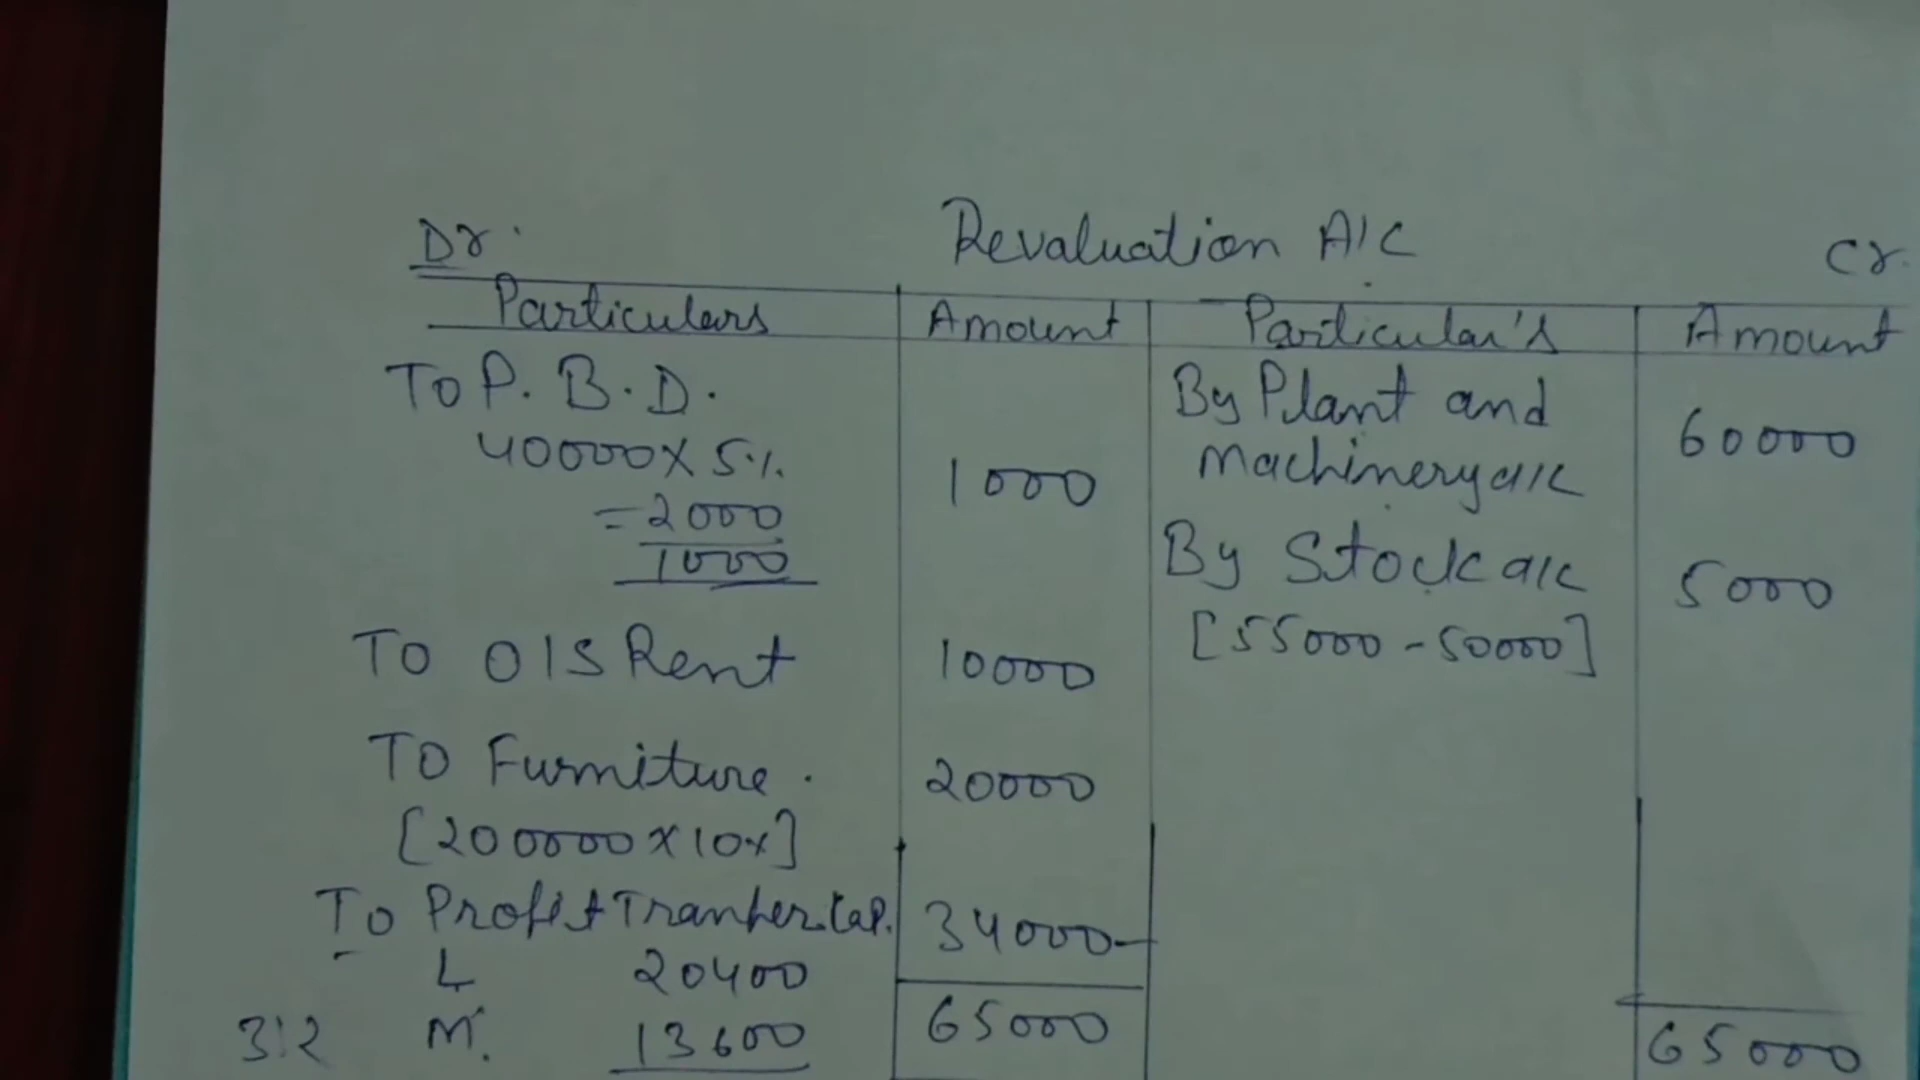 Dr. Revaluation A/C Cr.
Particulars Amount Particular's Amount
To P. B. D.
40000 X 5%
= 2000
1000
1000
To O/S Rent 10000
To Furniture. 20000
[200000 X 10%]
To Profit Tranfer Cap. 34000
L 20400
3:2 M. 13600
65000
By Plant and
Machinery a/c 60000
By Stock a/c 5000
[55000 - 50000]
65000